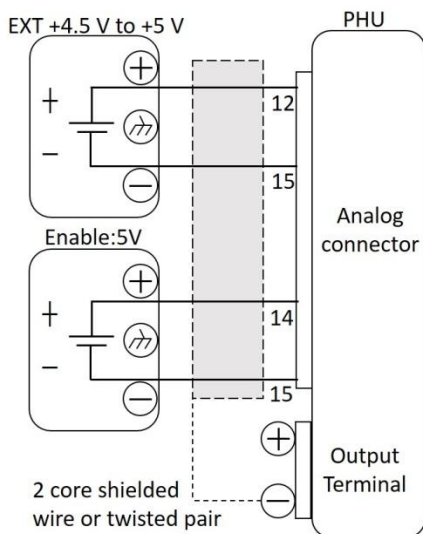 EXT +4.5 V to +5 V
PHU
+
+
12
−
−
15
Analog
connector
Enable:5V
+
+
14
−
−
15
+
Output
Terminal
−
2 core shielded
wire or twisted pair